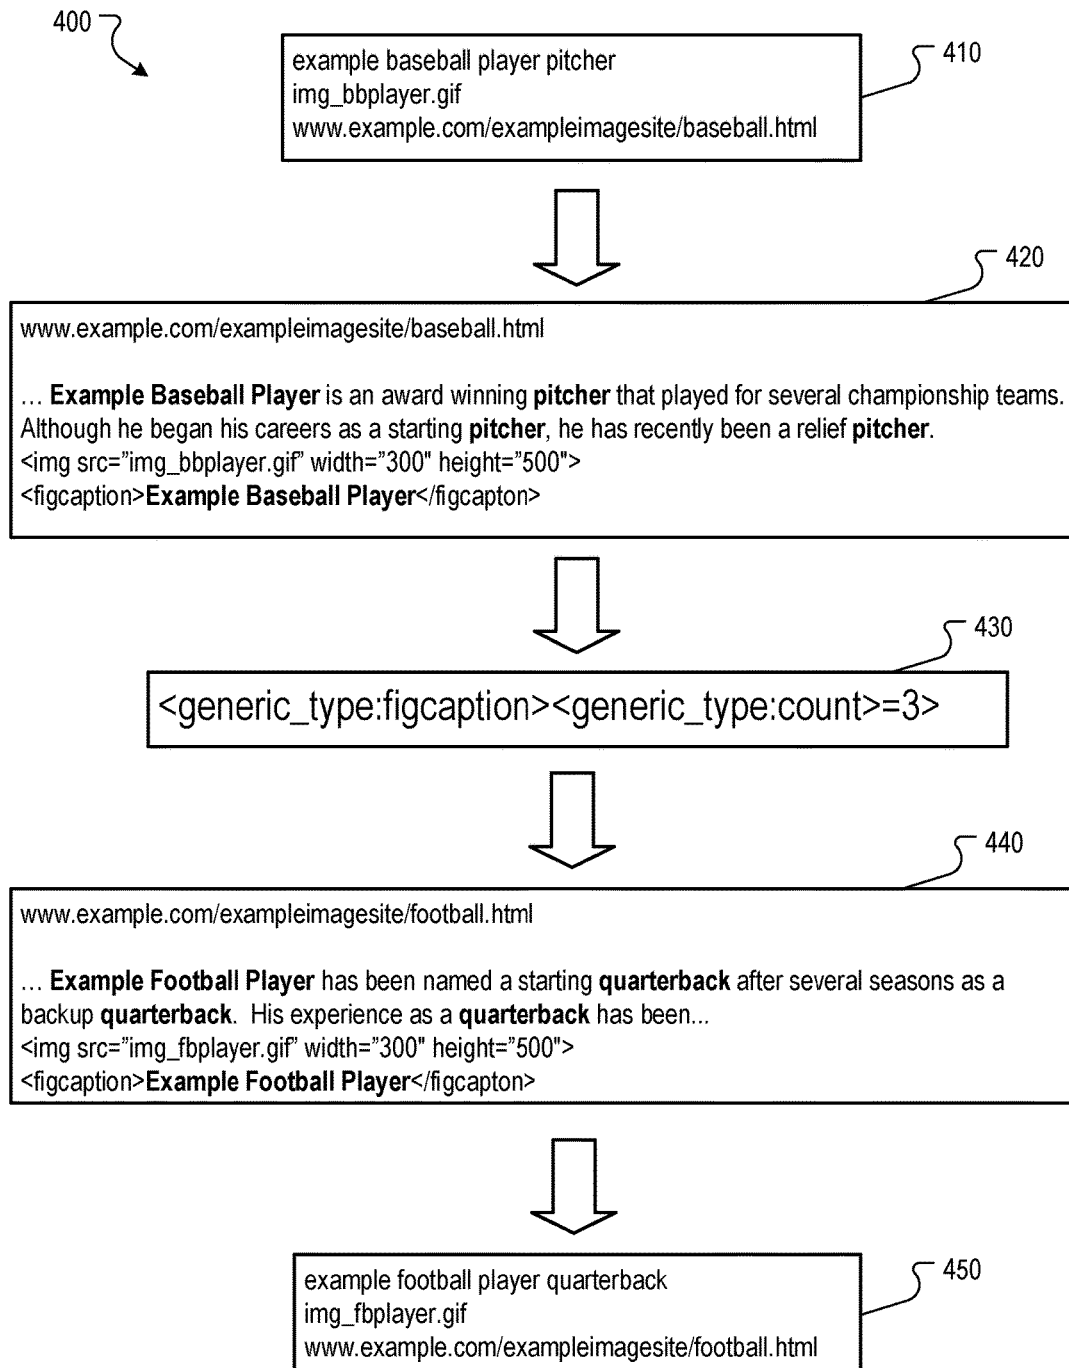 400
410
example baseball player pitcher
img_bbplayer.gif
www.example.com/exampleimagesite/baseball.html
420
www.example.com/exampleimagesite/baseball.html
... Example Baseball Player is an award winning pitcher that played for several championship teams.
Although he began his careers as a starting pitcher, he has recently been a relief pitcher.
<img src=”img_bbplayer.gif” width=”300" height=”500">
<figcaption>Example Baseball Player</figcapton>
430
<generic_type:figcaption><generic_type:count>=3>
440
www.example.com/exampleimagesite/football.html
... Example Football Player has been named a starting quarterback after several seasons as a
backup quarterback.  His experience as a quarterback has been...
<img src=”img_fbplayer.gif” width=”300" height=”500">
<figcaption>Example Football Player</figcapton>
450
example football player quarterback
img_fbplayer.gif
www.example.com/exampleimagesite/football.html